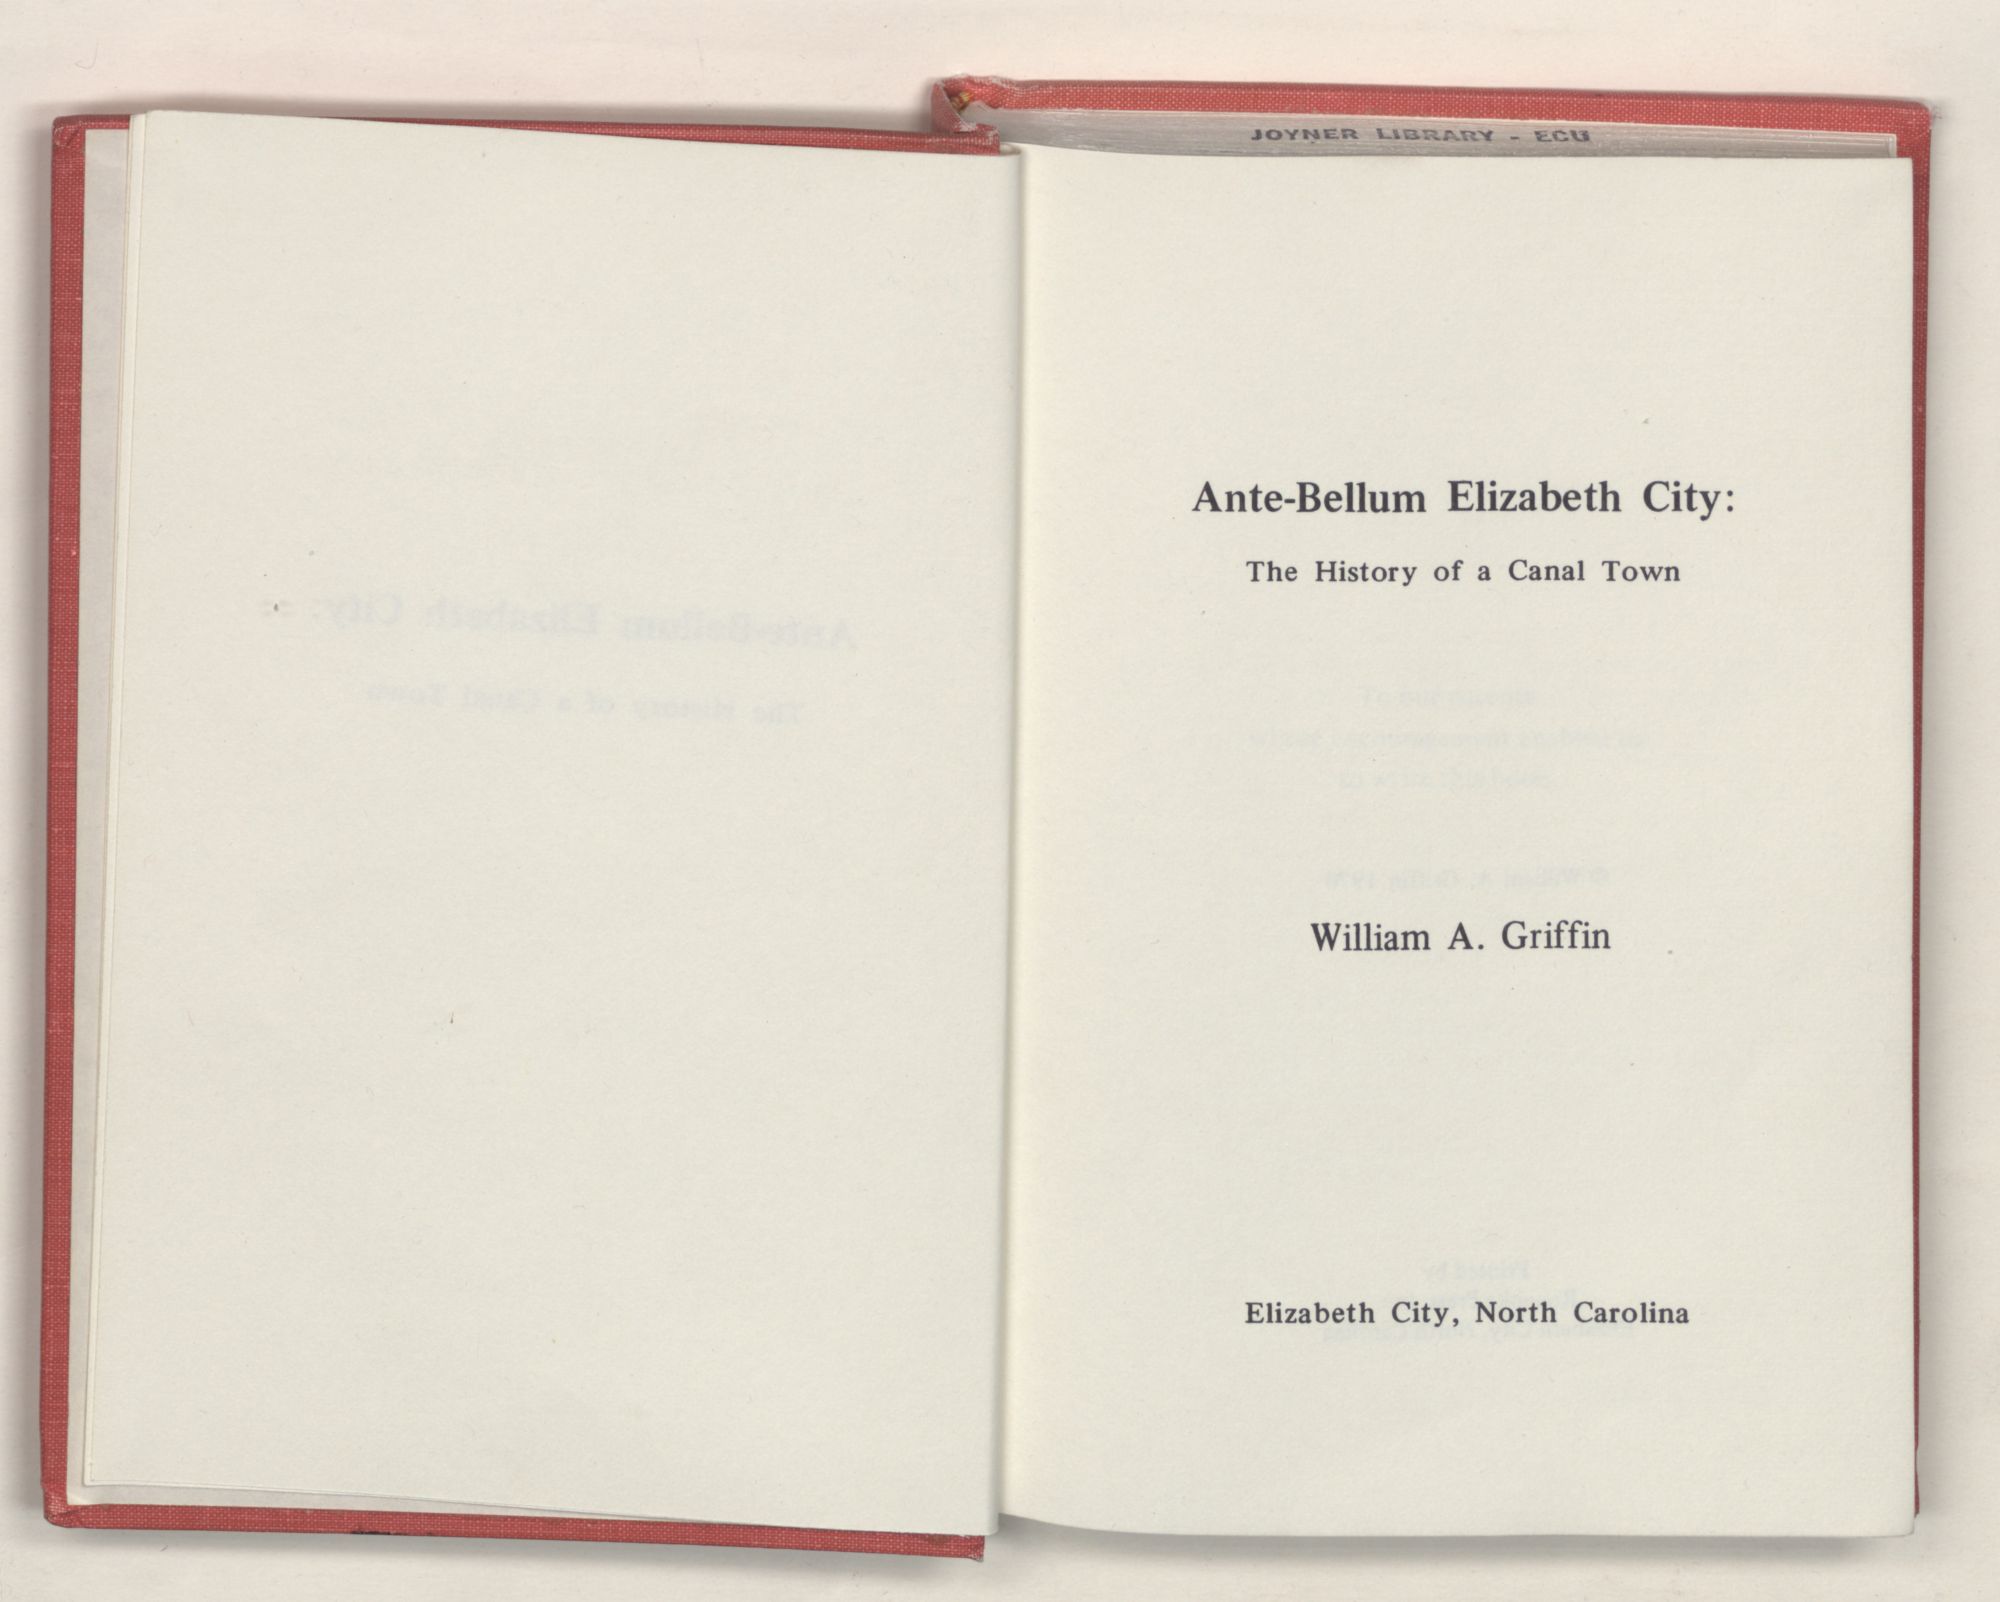 JOYNER LIBRARY - ECU
Ante-Bellum Elizabeth City:
The History of a Canal Town
William A. Griffin
Elizabeth City, North Carolina